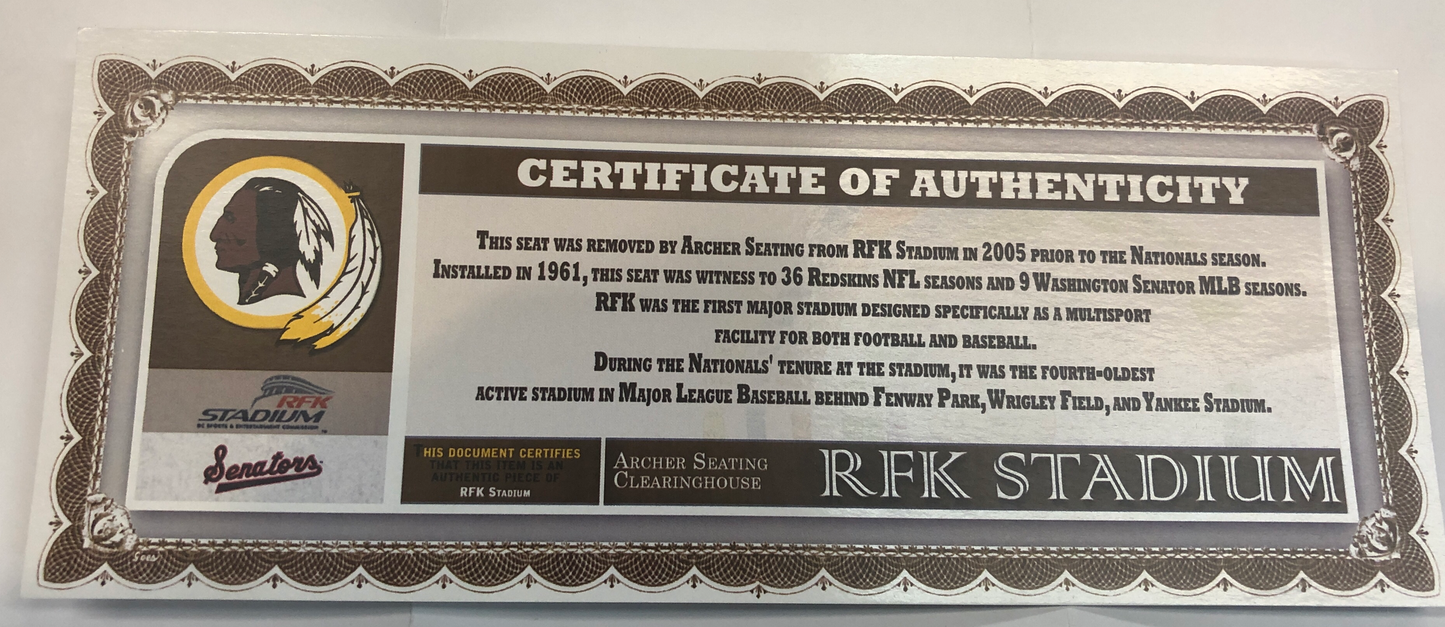 CERTIFICATE OF AUTHENTICITY
This seat was removed by Archer Seating from RFK Stadium in 2005 prior to the Nationals season.
Installed in 1961, this seat was witness to 36 Redskins NFL seasons and 9 Washington Senator MLB seasons.
RFK was the first major stadium designed specifically as a multisport
facility for both football and baseball.
During the Nationals' tenure at the stadium, it was the fourth-oldest
active stadium in Major League Baseball behind Fenway Park, Wrigley Field, and Yankee Stadium.
RFK
STADIUM
DC SPORTS & ENTERTAINMENT COMMISSION
Senators
THIS DOCUMENT CERTIFIES
THAT THIS ITEM IS AN
AUTHENTIC PIECE OF
RFK Stadium
Archer Seating
Clearinghouse
RFK STADIUM